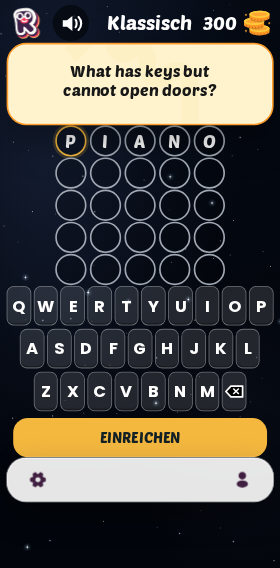 Klassisch 300
What has keys but
cannot open doors?
P I A N O
Q W E R T Y U I O P
A S D F G H J K L
Z X C V B N M
EINREICHEN